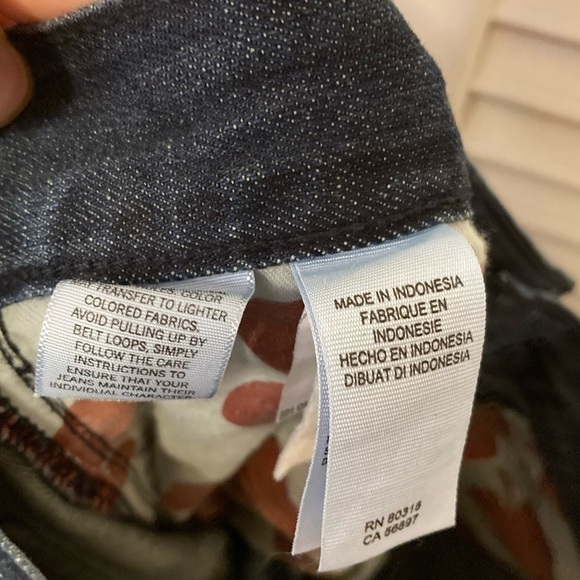 COLOR
TRANSFER TO LIGHTER
COLORED FABRICS.
AVOID PULLING UP BY
BELT LOOPS, SIMPLY
FOLLOW THE CARE
INSTRUCTIONS TO
ENSURE THAT YOUR
JEANS MAINTAIN THEIR
INDIVIDUAL CHARACTER
MADE IN INDONESIA
FABRIQUE EN
INDONESIE
HECHO EN INDONESIA
DIBUAT DI INDONESIA
RN 80318
CA 56897